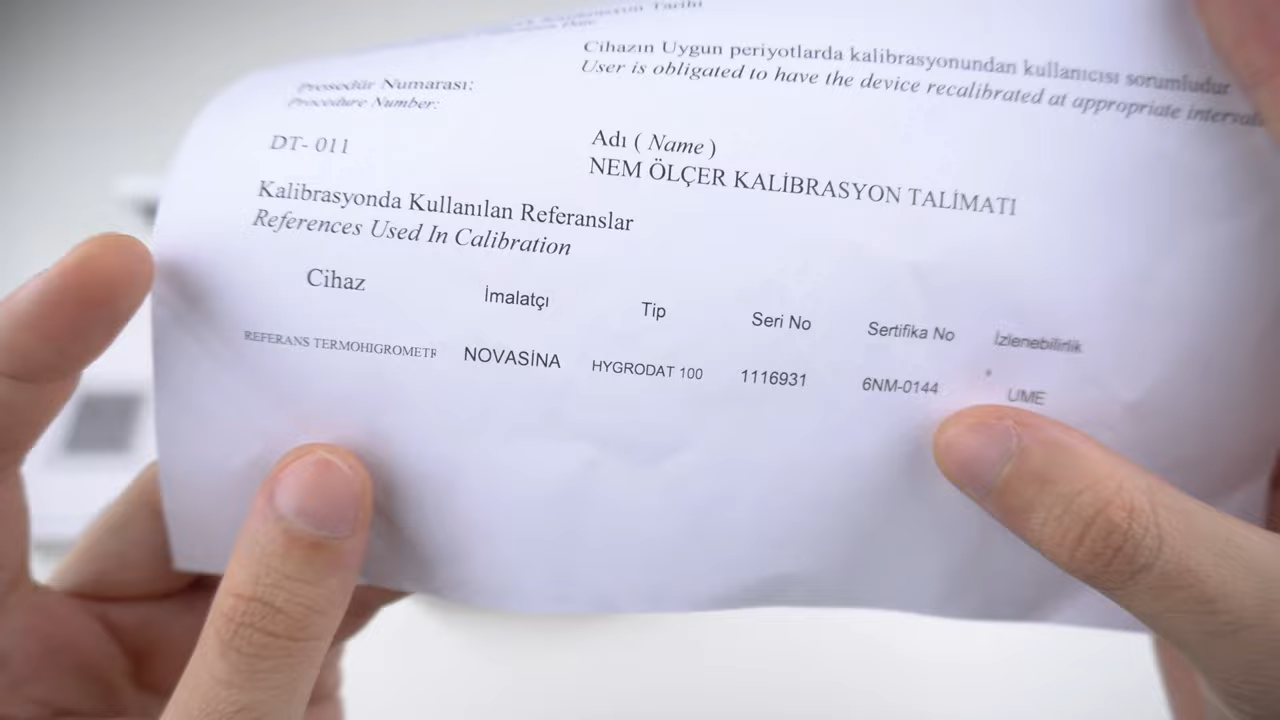 Tarihi
Cihazın Uygun periyotlarda kalibrasyonundan kullanıcısı sorumludur
User is obligated to have the device recalibrated at appropriate intervals
Prosedür Numarası:
Procedure Number:
DT- 011
Adı ( Name )
NEM ÖLÇER KALİBRASYON TALİMATI
Kalibrasyonda Kullanılan Referanslar
References Used In Calibration
Cihaz İmalatçı Tip Seri No Sertifika No İzlenebilirlik
REFERANS TERMOHIGROMETR NOVASİNA HYGRODAT 100 1116931 6NM-0144 UME